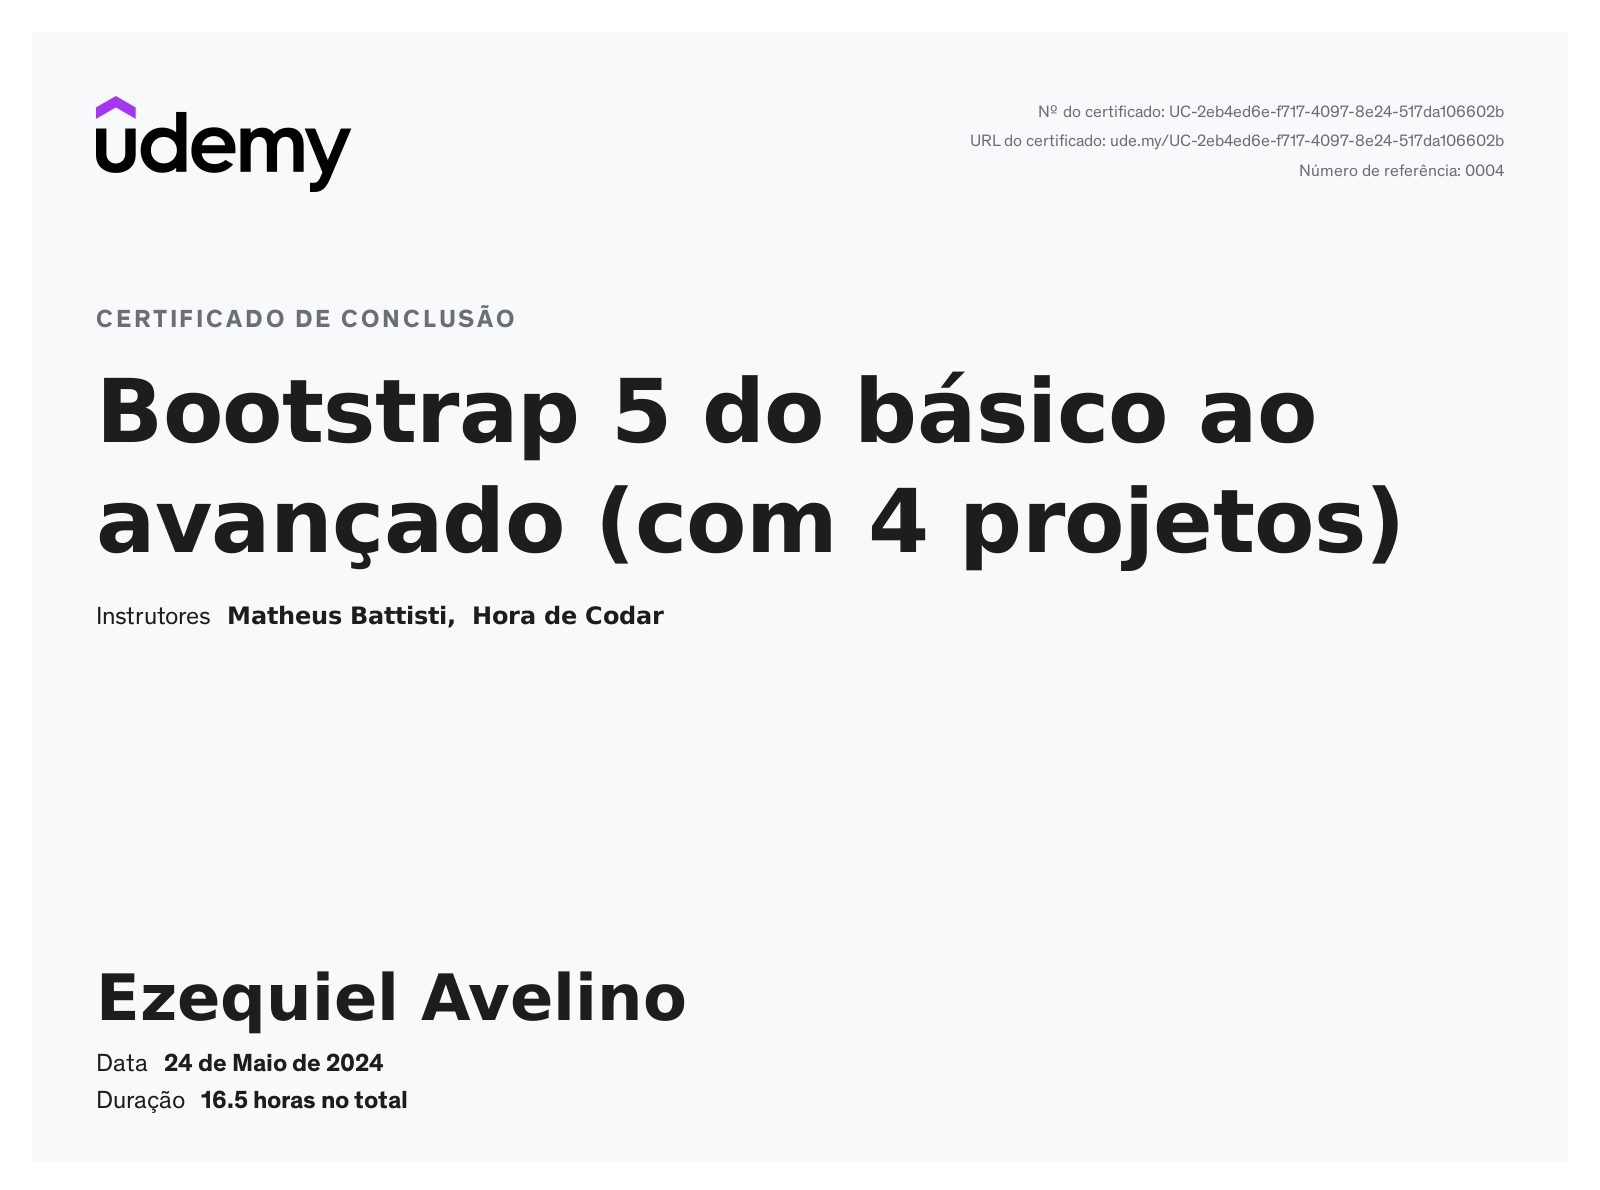 udemy
Nº do certificado: UC-2eb4ed6e-f717-4097-8e24-517da106602b
URL do certificado: ude.my/UC-2eb4ed6e-f717-4097-8e24-517da106602b
Número de referência: 0004
CERTIFICADO DE CONCLUSÃO
Bootstrap 5 do básico ao
avançado (com 4 projetos)
Instrutores Matheus Battisti, Hora de Codar
Ezequiel Avelino
Data 24 de Maio de 2024
Duração 16.5 horas no total